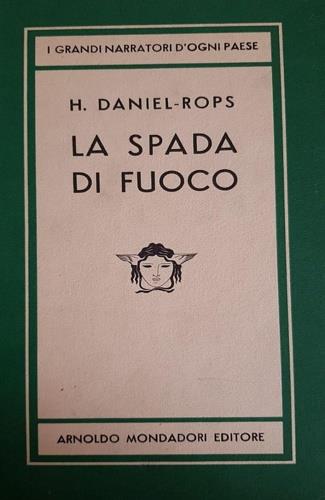 I GRANDI NARRATORI D'OGNI PAESE
H. DANIEL-ROPS
LA SPADA
DI FUOCO
ARNOLDO MONDADORI EDITORE